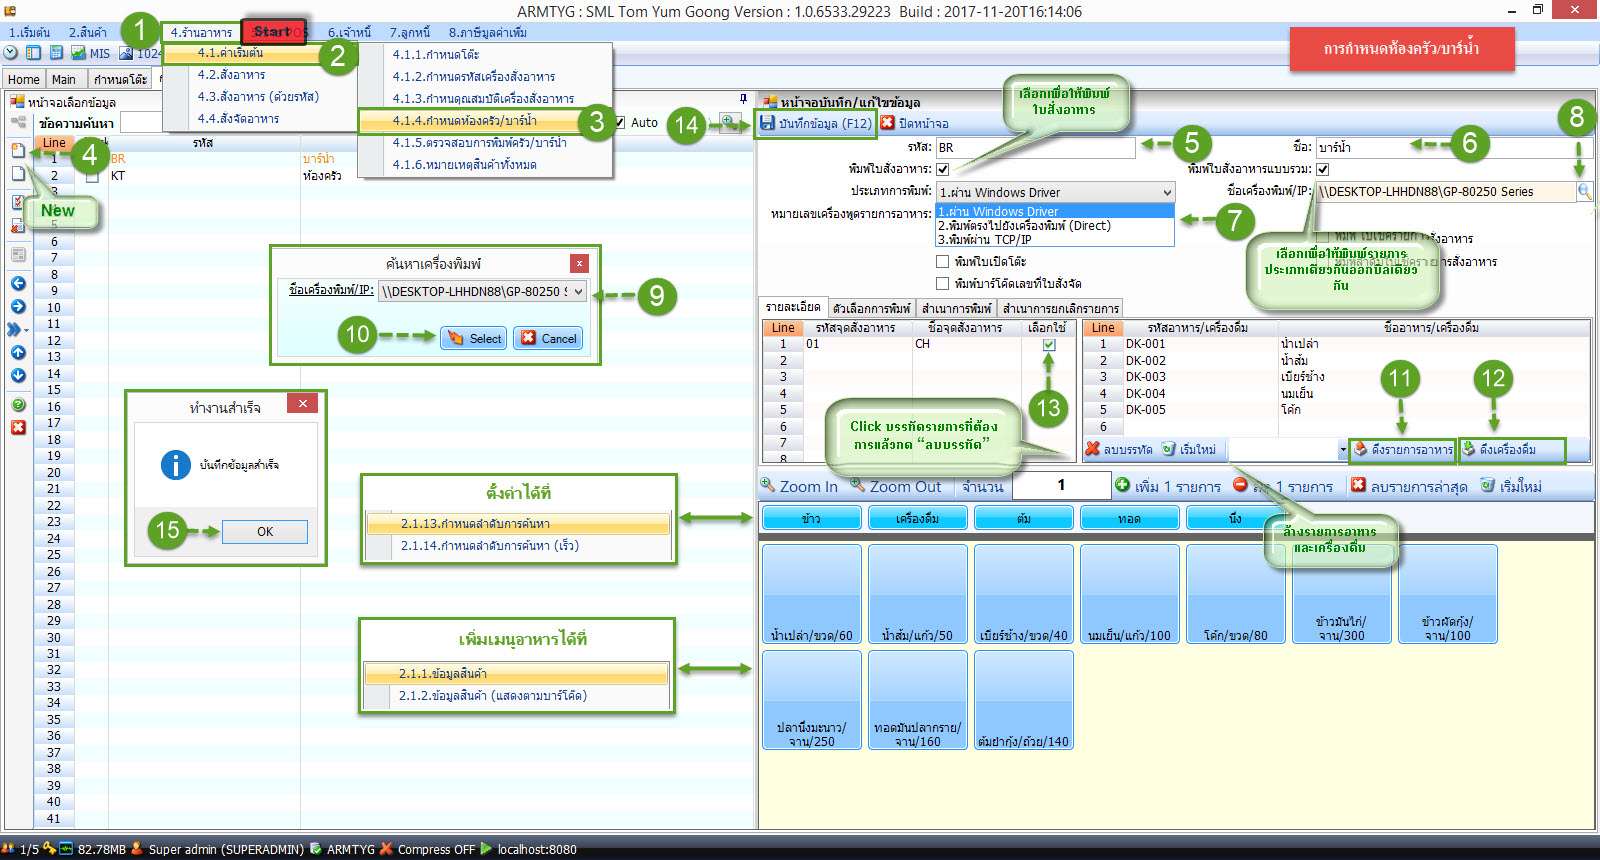 ARMTYG : SML Tom Yum Goong Version : 1.0.6533.29223 Build : 2017-11-20T16:14:06
1.เริ่มต้น 2.สินค้า 4.ร้านอาหาร Start POS 6.เจ้าหนี้ 7.ลูกหนี้ 8.ภาษีมูลค่าเพิ่ม
1
การกำหนดห้องครัว/บาร์น้ำ
MIS 1024
4.1.ค่าเริ่มต้น
4.2.สั่งอาหาร
4.3.สั่งอาหาร (ด้วยรหัส)
4.4.สั่งจัดอาหาร
2
4.1.1.กำหนดโต๊ะ
4.1.2.กำหนดรหัสเครื่องสั่งอาหาร
4.1.3.กำหนดคุณสมบัติเครื่องสั่งอาหาร
4.1.4.กำหนดห้องครัว/บาร์น้ำ
4.1.5.ตรวจสอบการพิมพ์ครัว/บาร์น้ำ
4.1.6.หมายเหตุสินค้าทั้งหมด
3
Home Main กำหนดโต๊ะ
หน้าจอเลือกข้อมูล
ข้อความค้นหา
Auto
Line รหัส
1 BR บาร์น้ำ
2 KT ห้องครัว
3
5
6
7
8
9
10
11
12
13
14
15
16
17
18
19
20
21
22
23
24
25
26
27
28
29
30
31
32
33
34
35
36
37
38
39
40
41
4
New
หน้าจอบันทึก/แก้ไขข้อมูล
14
บันทึกข้อมูล (F12) ปิดหน้าจอ
เลือกเพื่อให้พิมพ์
ใบสั่งอาหาร
รหัส: BR
5
ชื่อ: บาร์น้ำ
6
8
พิมพ์ใบสั่งอาหาร:
พิมพ์ใบสั่งอาหารแบบรวม:
ประเภทการพิมพ์: 1.ผ่าน Windows Driver
ชื่อเครื่องพิมพ์/IP: \\DESKTOP-LHHDN88\GP-80250 Series
หมายเลขเครื่องพูดรายการอาหาร:
1.ผ่าน Windows Driver
2.พิมพ์ตรงไปยังเครื่องพิมพ์ (Direct)
3.พิมพ์ผ่าน TCP/IP
7
พิมพ์ใบเปิดโต๊ะ
พิมพ์บาร์โค้ดเลขที่ใบสั่งจัด
เลือกเพื่อให้พิมพ์รายการ
ประเภทเดียวกันออกบิลเดียว
กัน
ค้นหาเครื่องพิมพ์
ชื่อเครื่องพิมพ์/IP: \\DESKTOP-LHHDN88\GP-80250 S
9
10
Select Cancel
รายละเอียด ตัวเลือกการพิมพ์ สำเนาการพิมพ์ สำเนาการยกเลิกรายการ
Line รหัสจุดสั่งอาหาร ชื่อจุดสั่งอาหาร เลือกใช้
1 01 CH
2
3
4
5
6
7
8
13
Line รหัสอาหาร/เครื่องดื่ม ชื่ออาหาร/เครื่องดื่ม
1 DK-001 น้ำเปล่า
2 DK-002 น้ำส้ม
3 DK-003 เบียร์ช้าง
4 DK-004 นมเย็น
5 DK-005 โค้ก
6
11
12
Click บรรทัดรายการที่ต้อง
การแล้วกด “ลบบรรทัด”
ลบบรรทัด เริ่มใหม่ ดึงรายการอาหาร ดึงเครื่องดื่ม
Zoom In Zoom Out จำนวน 1 เพิ่ม 1 รายการ ลด 1 รายการ ลบรายการล่าสุด เริ่มใหม่
ข้าว เครื่องดื่ม ต้ม ทอด นึ่ง
ล้างรายการอาหาร
และเครื่องดื่ม
น้ำเปล่า/ขวด/60 น้ำส้ม/แก้ว/50 เบียร์ช้าง/ขวด/40 นมเย็น/แก้ว/100 โค้ก/ขวด/80 ข้าวมันไก่/จาน/300 ข้าวผัดกุ้ง/จาน/100
ปลานึ่งมะนาว/จาน/250 ทอดมันปลากราย/จาน/160 ต้มยำกุ้ง/ถ้วย/140
ทำงานสำเร็จ
บันทึกข้อมูลสำเร็จ
15
OK
ตั้งค่าได้ที่
2.1.13.กำหนดลำดับการค้นหา
2.1.14.กำหนดลำดับการค้นหา (เร็ว)
เพิ่มเมนูอาหารได้ที่
2.1.1.ข้อมูลสินค้า
2.1.2.ข้อมูลสินค้า (แสดงตามบาร์โค๊ด)
1/5 82.78MB Super admin (SUPERADMIN) ARMTYG Compress OFF localhost:8080